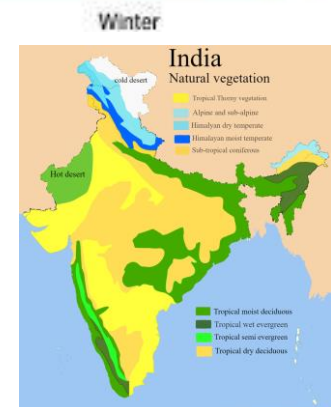 Winter
India
Natural vegetation
cold desert
Tropical Thorny vegetation
Alpine and sub-alpine
Himalyan dry temperate
Himalayan moist temperate
Sub-tropical coniferous
Hot desert
Tropical moist deciduous
Tropical wet evergreen
Tropical semi evergreen
Tropical dry deciduous